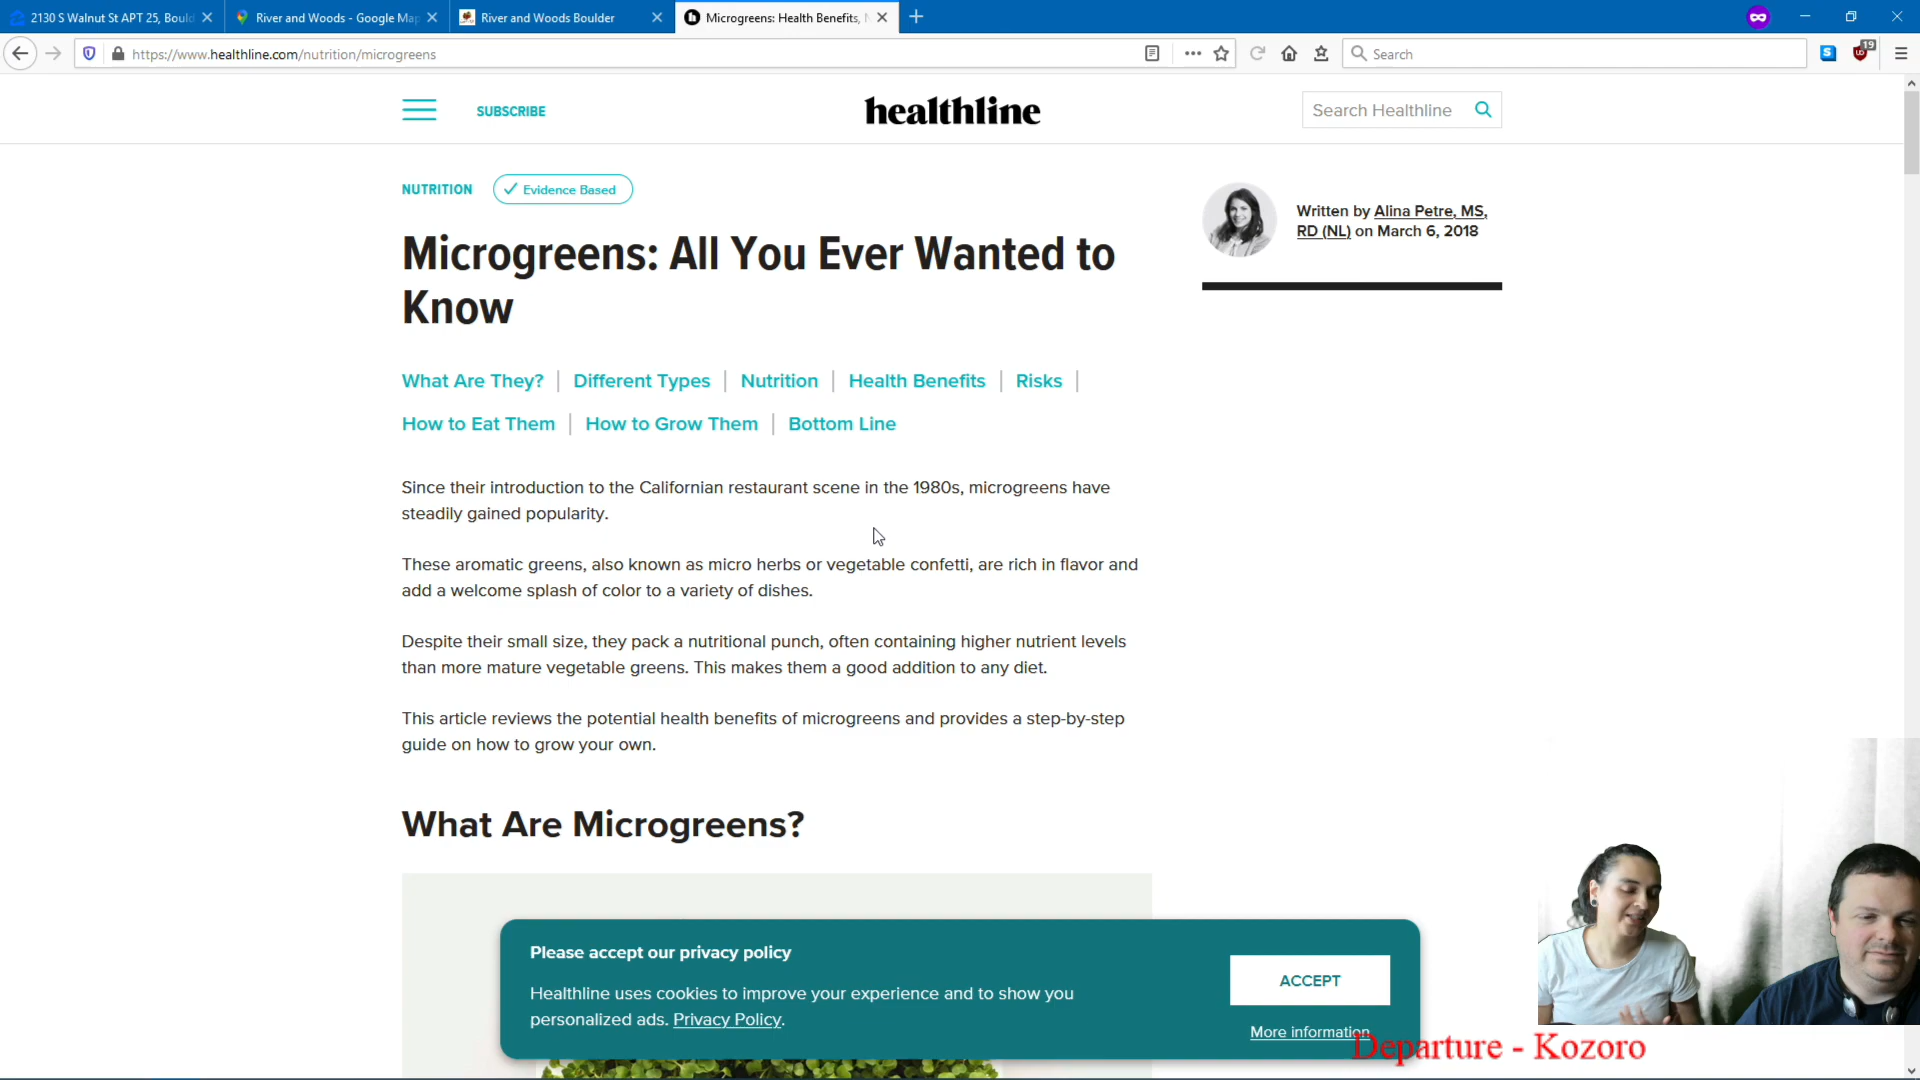 2130 S Walnut St APT 25, Bould
River and Woods - Google Map
River and Woods Boulder
Microgreens: Health Benefits, N
https://www.healthline.com/nutrition/microgreens
Search
19
SUBSCRIBE
healthline
Search Healthline
NUTRITION
Evidence Based
Microgreens: All You Ever Wanted to
Know
Written by Alina Petre, MS,
RD (NL) on March 6, 2018
What Are They? | Different Types | Nutrition | Health Benefits | Risks |
How to Eat Them | How to Grow Them | Bottom Line
Since their introduction to the Californian restaurant scene in the 1980s, microgreens have
steadily gained popularity.
These aromatic greens, also known as micro herbs or vegetable confetti, are rich in flavor and
add a welcome splash of color to a variety of dishes.
Despite their small size, they pack a nutritional punch, often containing higher nutrient levels
than more mature vegetable greens. This makes them a good addition to any diet.
This article reviews the potential health benefits of microgreens and provides a step-by-step
guide on how to grow your own.
What Are Microgreens?
Please accept our privacy policy
Healthline uses cookies to improve your experience and to show you
personalized ads. Privacy Policy.
ACCEPT
More information
Departure - Kozoro